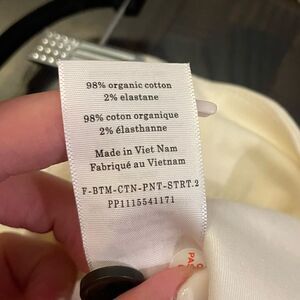 98% organic cotton
2% elastane
98% coton organique
2% élasthanne
Made in Viet Nam
Fabriqué au Vietnam
F-BTM-CTN-PNT-STRT.2
PP1115541171